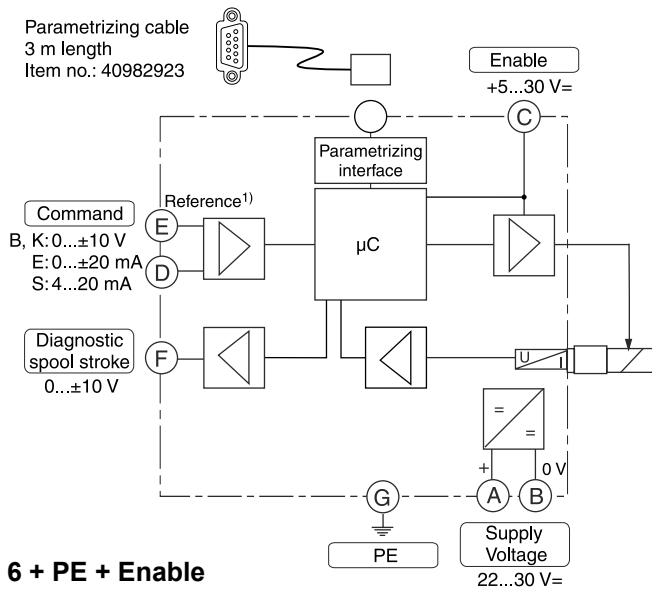 Parametrizing cable
3 m length
Item no.: 40982923
Enable
+5...30 V=
C
Parametrizing
interface
Reference¹⁾
Command
B, K: 0...±10 V
E: 0...±20 mA
S: 4...20 mA
E
D
µC
Diagnostic
spool stroke
0...±10 V
F
U
I
=
=
+
0 V
G
A
B
PE
Supply
Voltage
22...30 V=
6 + PE + Enable